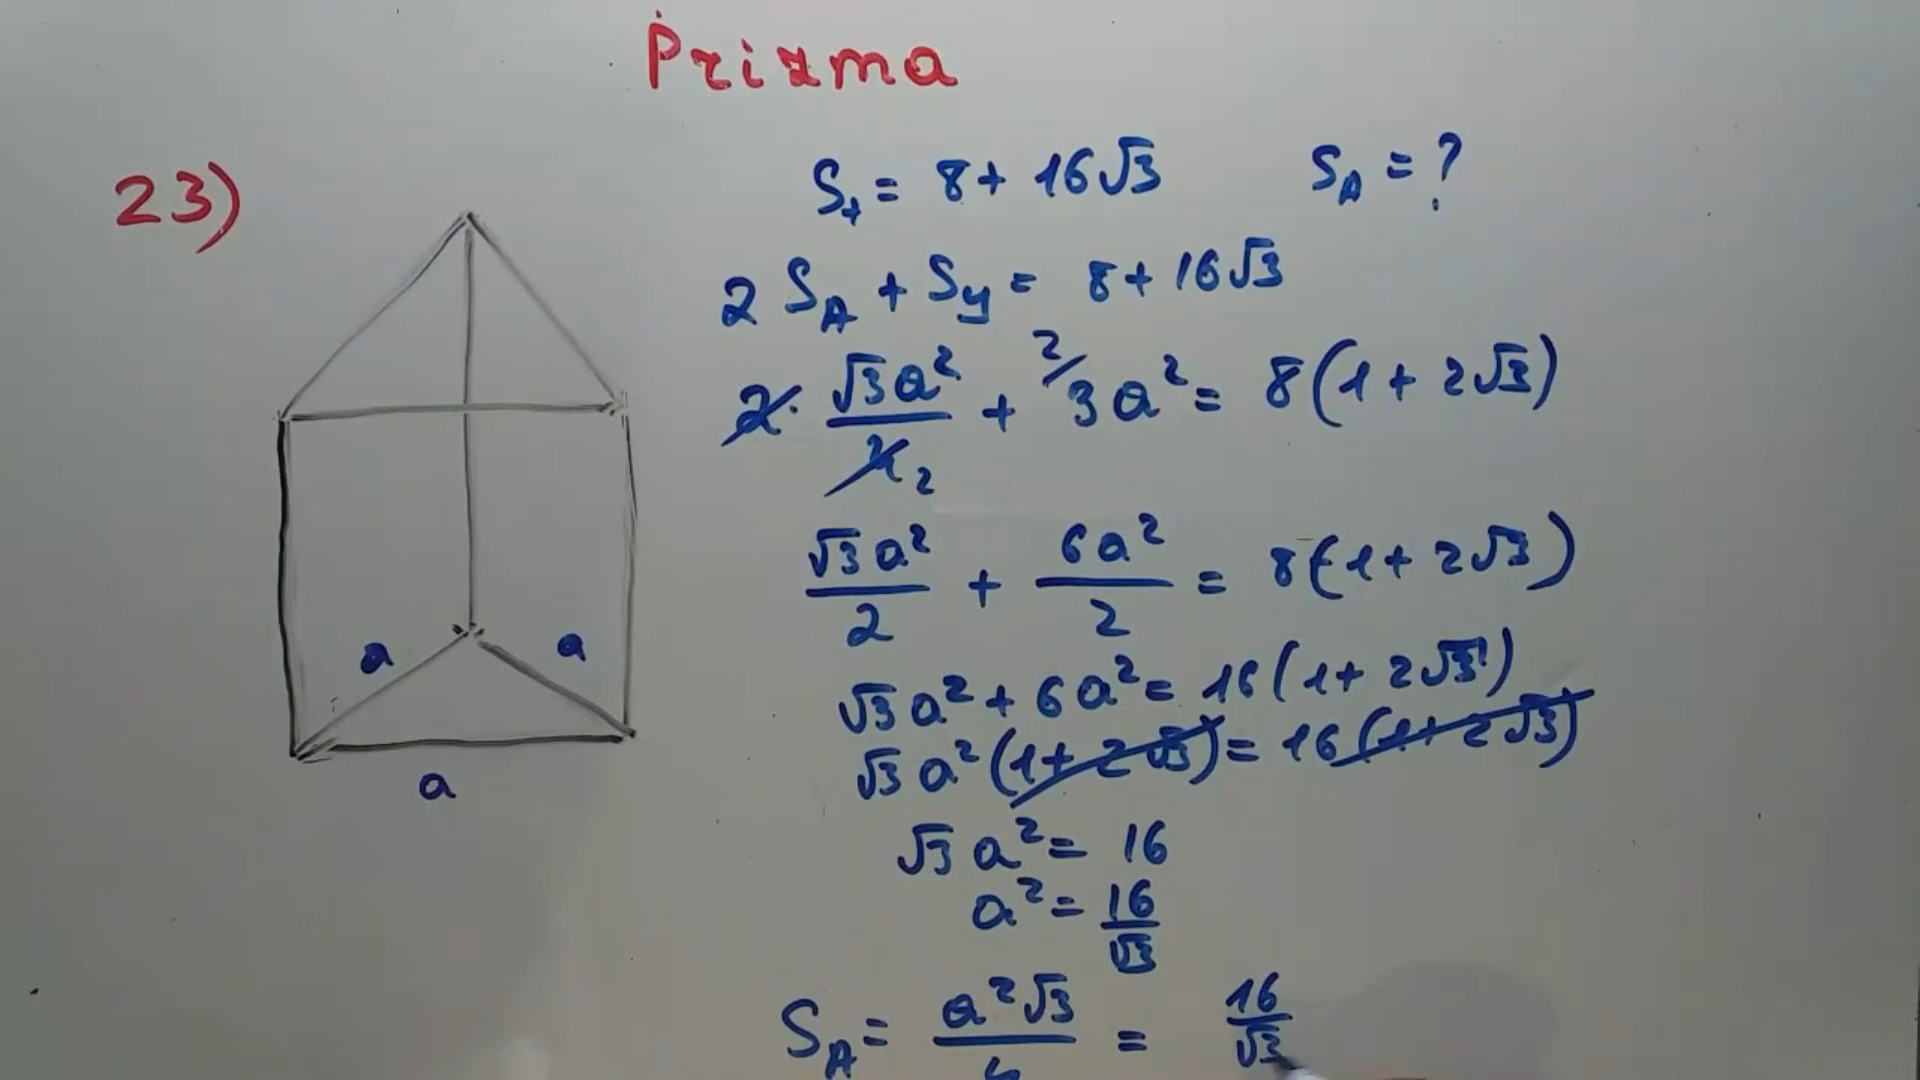 Prizma
23)
S₊ = 8 + 16√3 S_A = ?
2 S_A + S_y = 8 + 16√3
2 · √3a²/4 2 + 2/ 3a² = 8(1 + 2√3)
√3a²/2 + 6a²/2 = 8(1 + 2√3)
√3a² + 6a² = 16(1 + 2√3)
√3a²(1 + 2√3) = 16(1 + 2√3)
√3a² = 16
a² = 16/√3
S_A = a²√3/4 = 16/√3
a
a
a